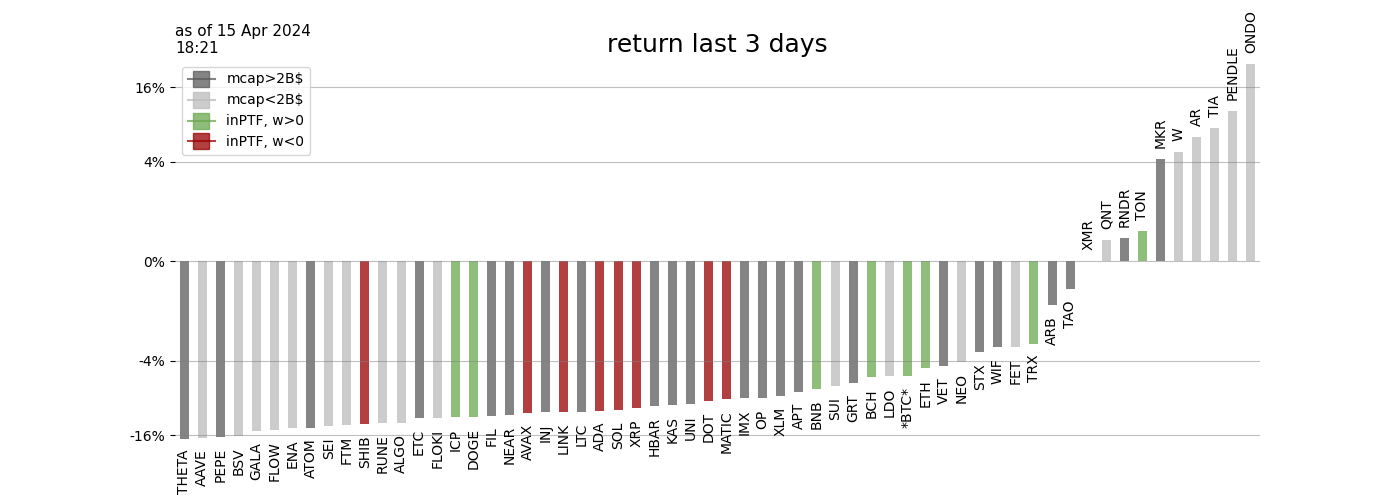 as of 15 Apr 2024
18:21
return last 3 days
mcap>2B$
mcap<2B$
inPTF, w>0
inPTF, w<0
16%
4%
0%
-4%
-16%
THETA
AAVE
PEPE
BSV
GALA
FLOW
ENA
ATOM
SEI
FTM
SHIB
RUNE
ALGO
ETC
FLOKI
ICP
DOGE
FIL
NEAR
AVAX
INJ
LINK
LTC
ADA
SOL
XRP
HBAR
KAS
UNI
DOT
MATIC
IMX
OP
XLM
APT
BNB
SUI
GRT
BCH
LDO
*BTC*
ETH
VET
NEO
STX
WIF
FET
TRX
ARB
TAO
XMR
QNT
RNDR
TON
MKR
W
AR
TIA
PENDLE
ONDO